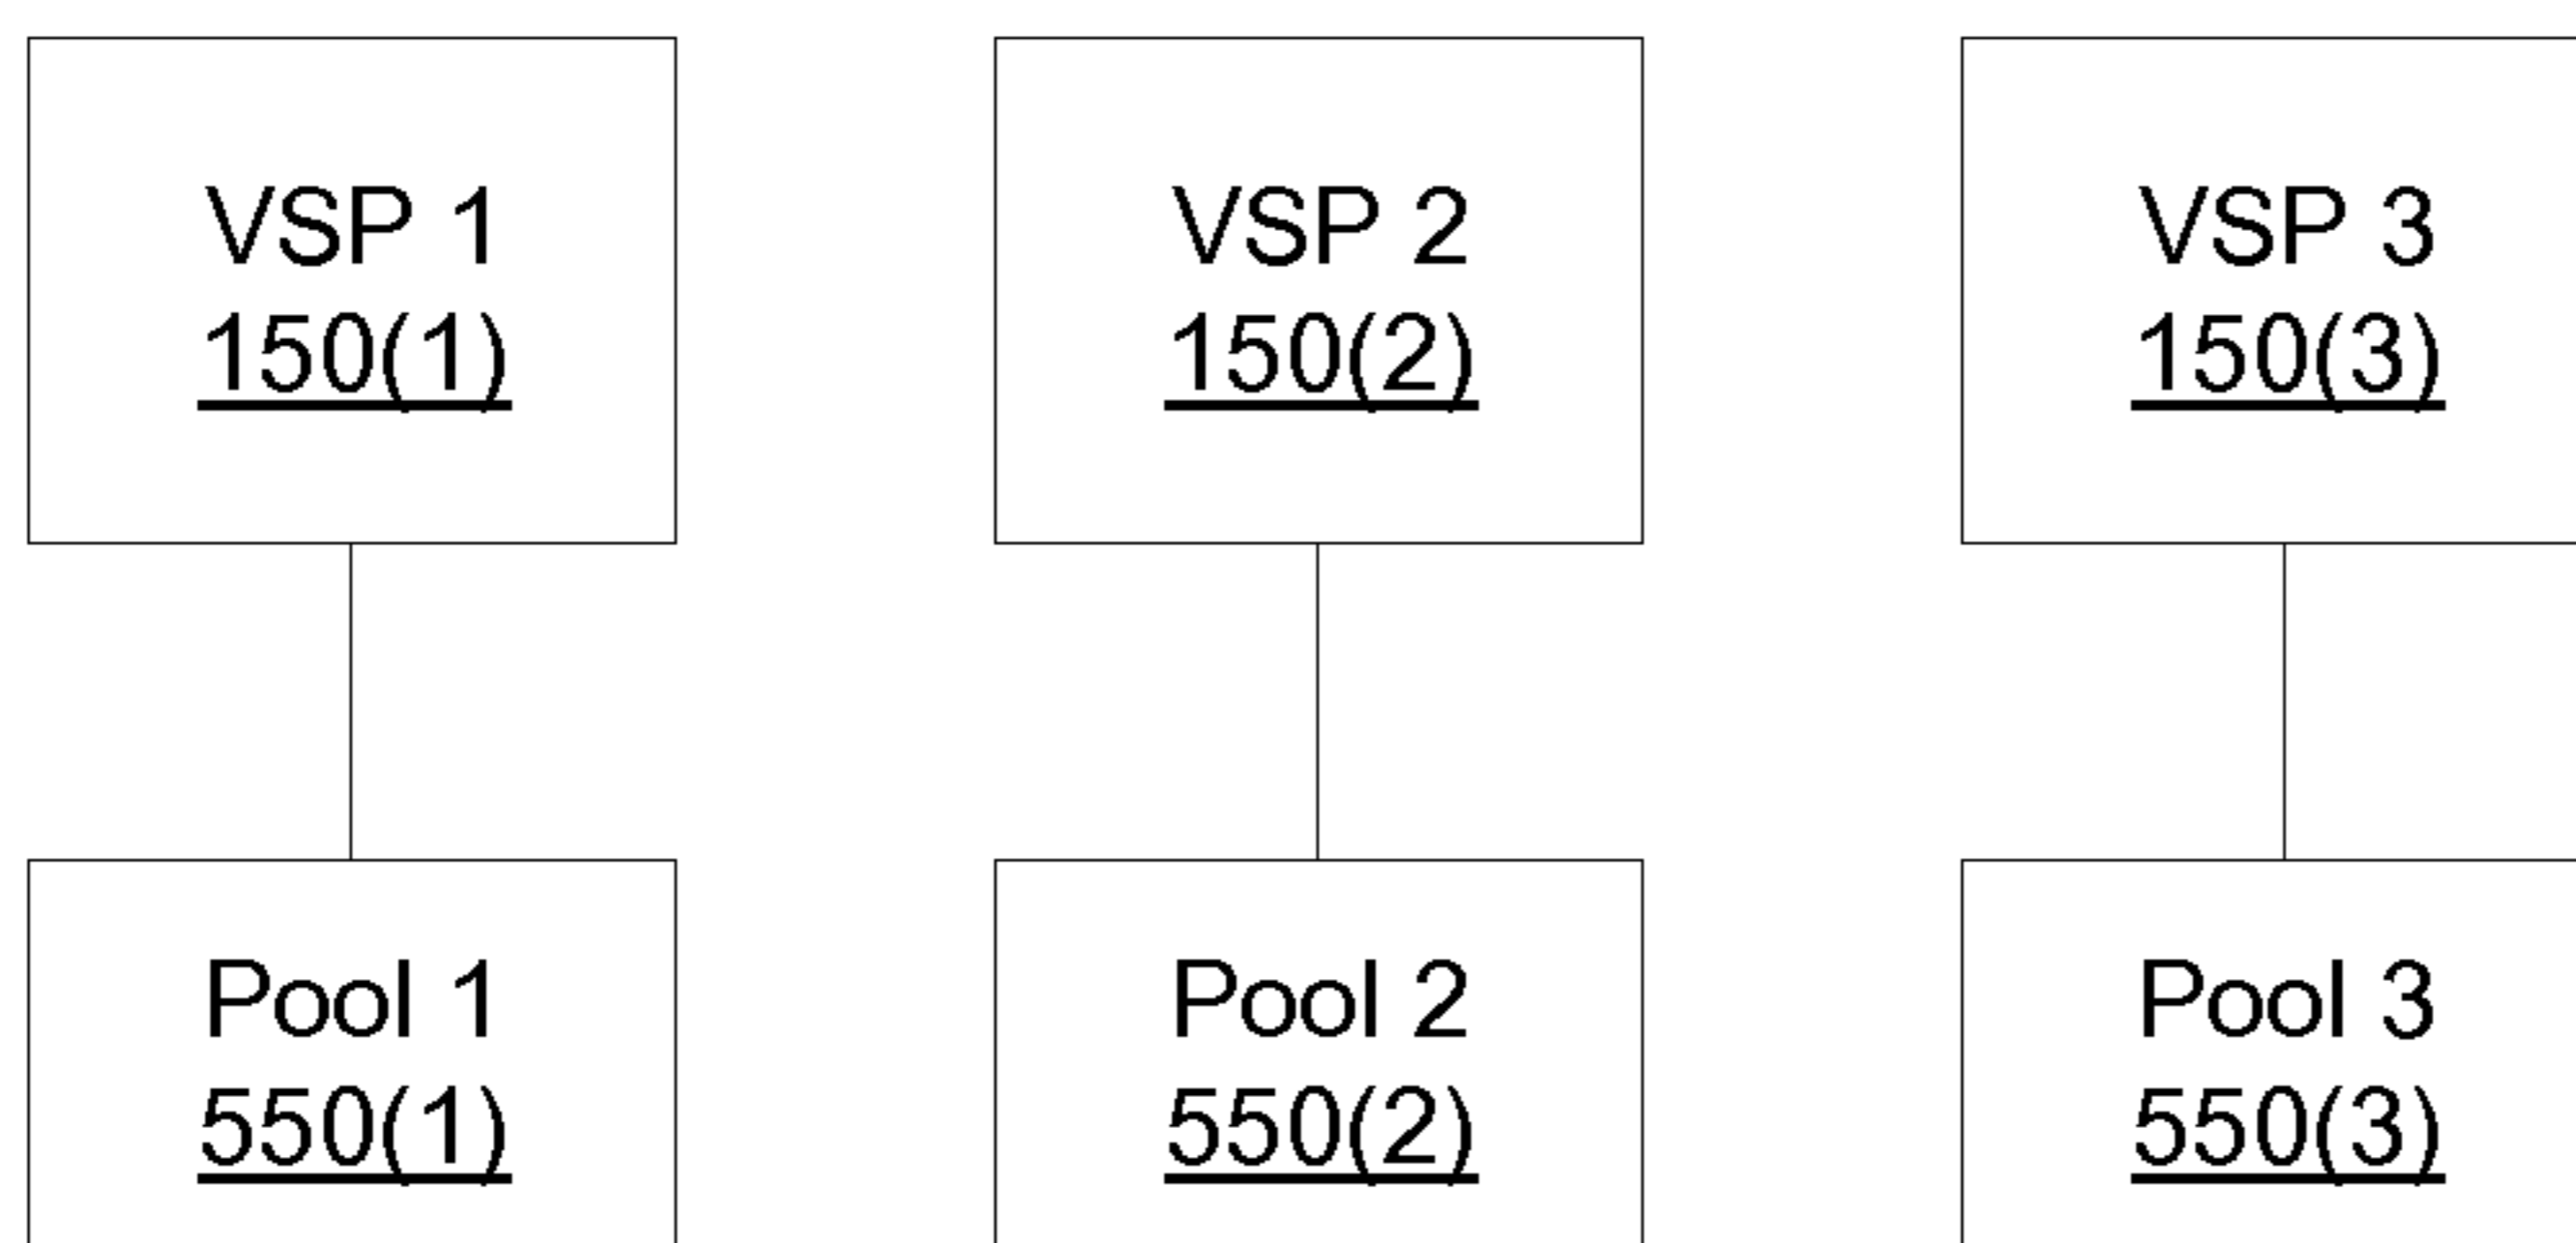 VSP 1
150(1)
VSP 2
150(2)
VSP 3
150(3)
Pool 1
550(1)
Pool 2
550(2)
Pool 3
550(3)